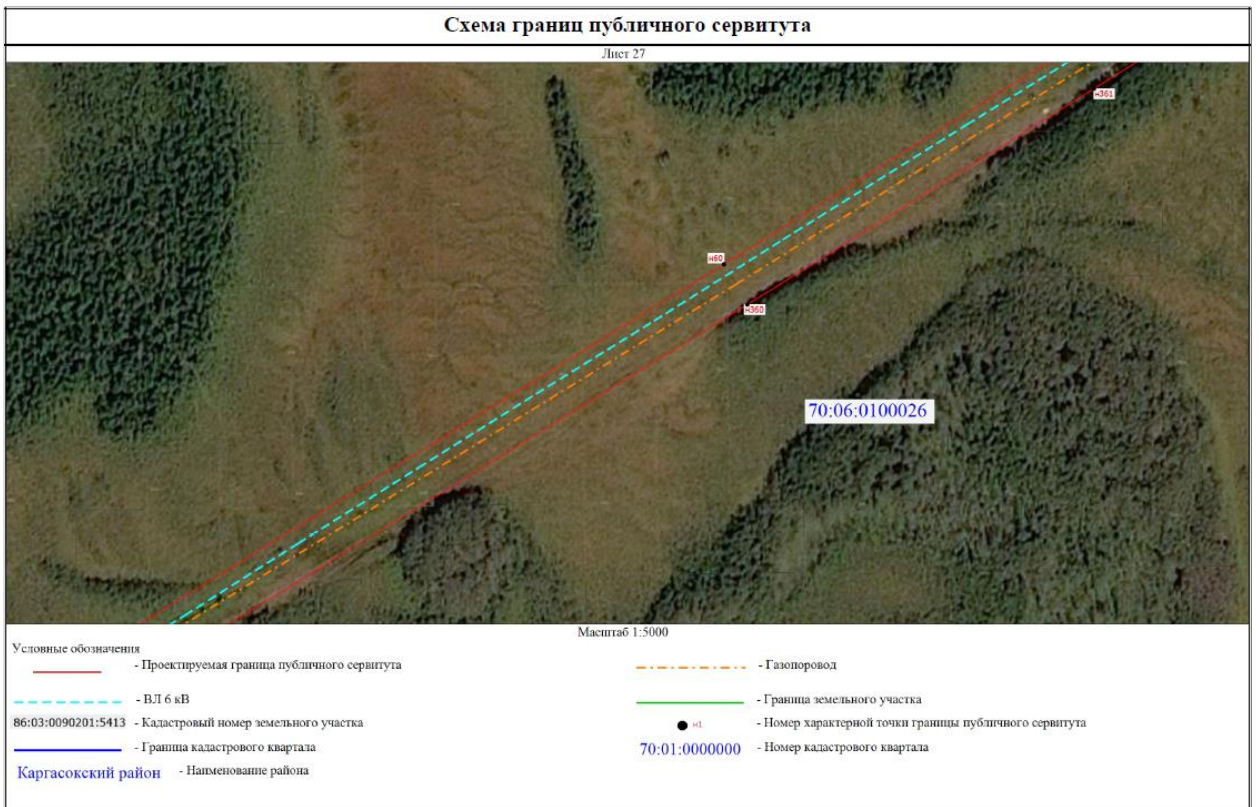 Схема границ публичного сервитута
Лист 27
н361
н60
н360
70:06:0100026
Масштаб 1:5000
Условные обозначения
- Проектируемая граница публичного сервитута
- Газопоровод
- ВЛ 6 кВ
- Граница земельного участка
86:03:0090201:5413 - Кадастровый номер земельного участка
н1 - Номер характерной точки границы публичного сервитута
- Граница кадастрового квартала
70:01:0000000 - Номер кадастрового квартала
Каргасокский район - Наименование района